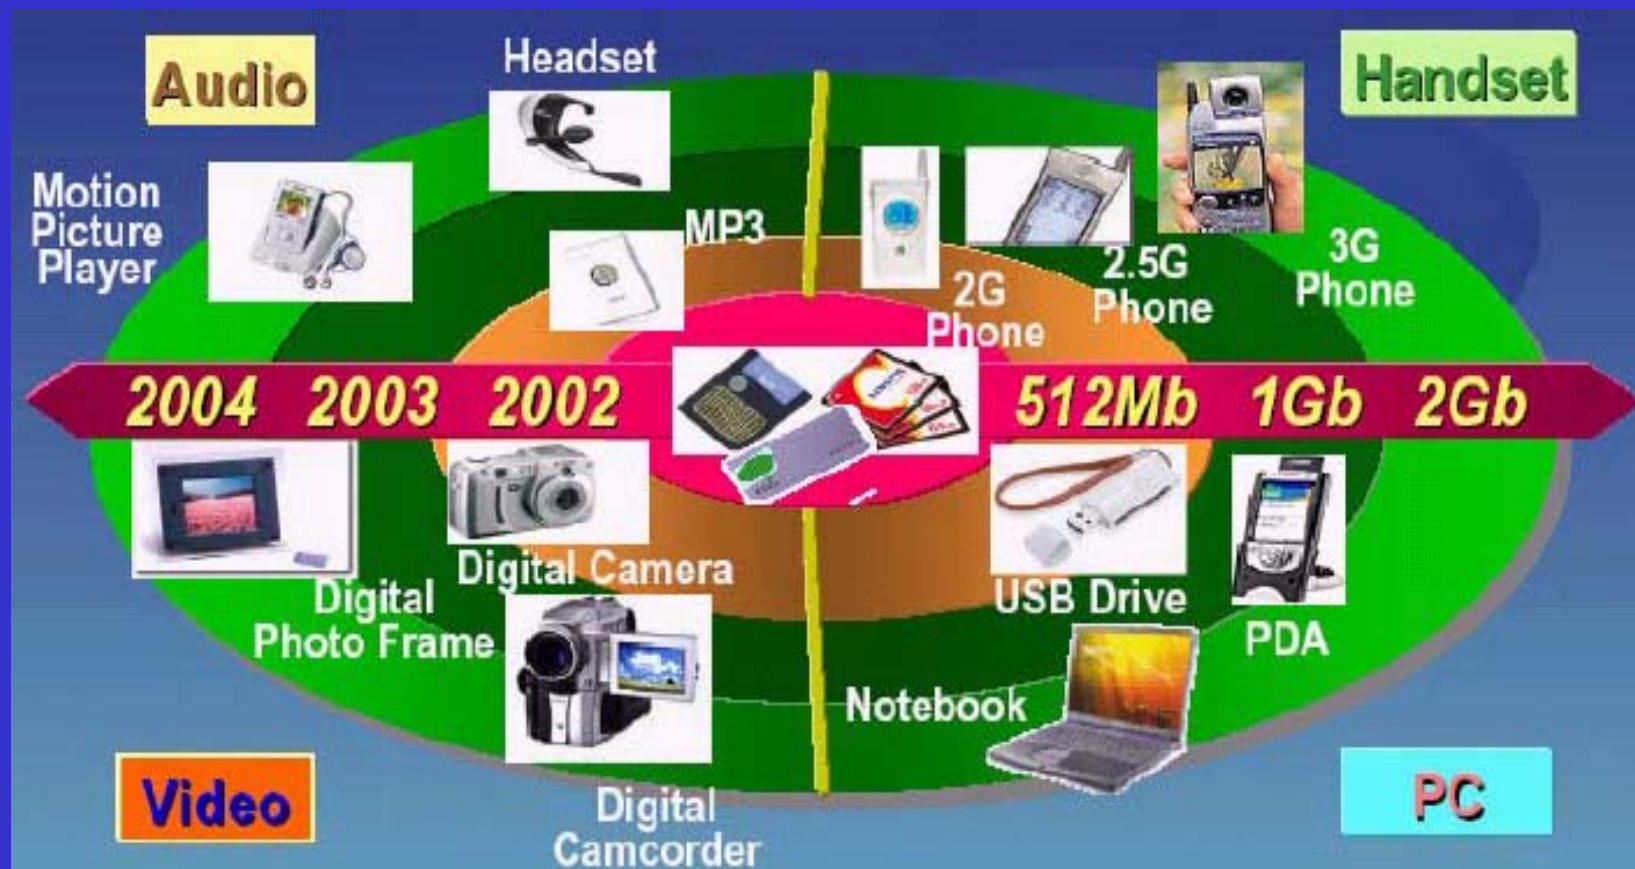 Audio
Headset
Handset
Motion
Picture
Player
MP3
2G
Phone
2.5G
Phone
3G
Phone
2004 2003 2002 512Mb 1Gb 2Gb
Digital Camera
Digital
Photo Frame
USB Drive
PDA
Notebook
Video
Digital
Camcorder
PC